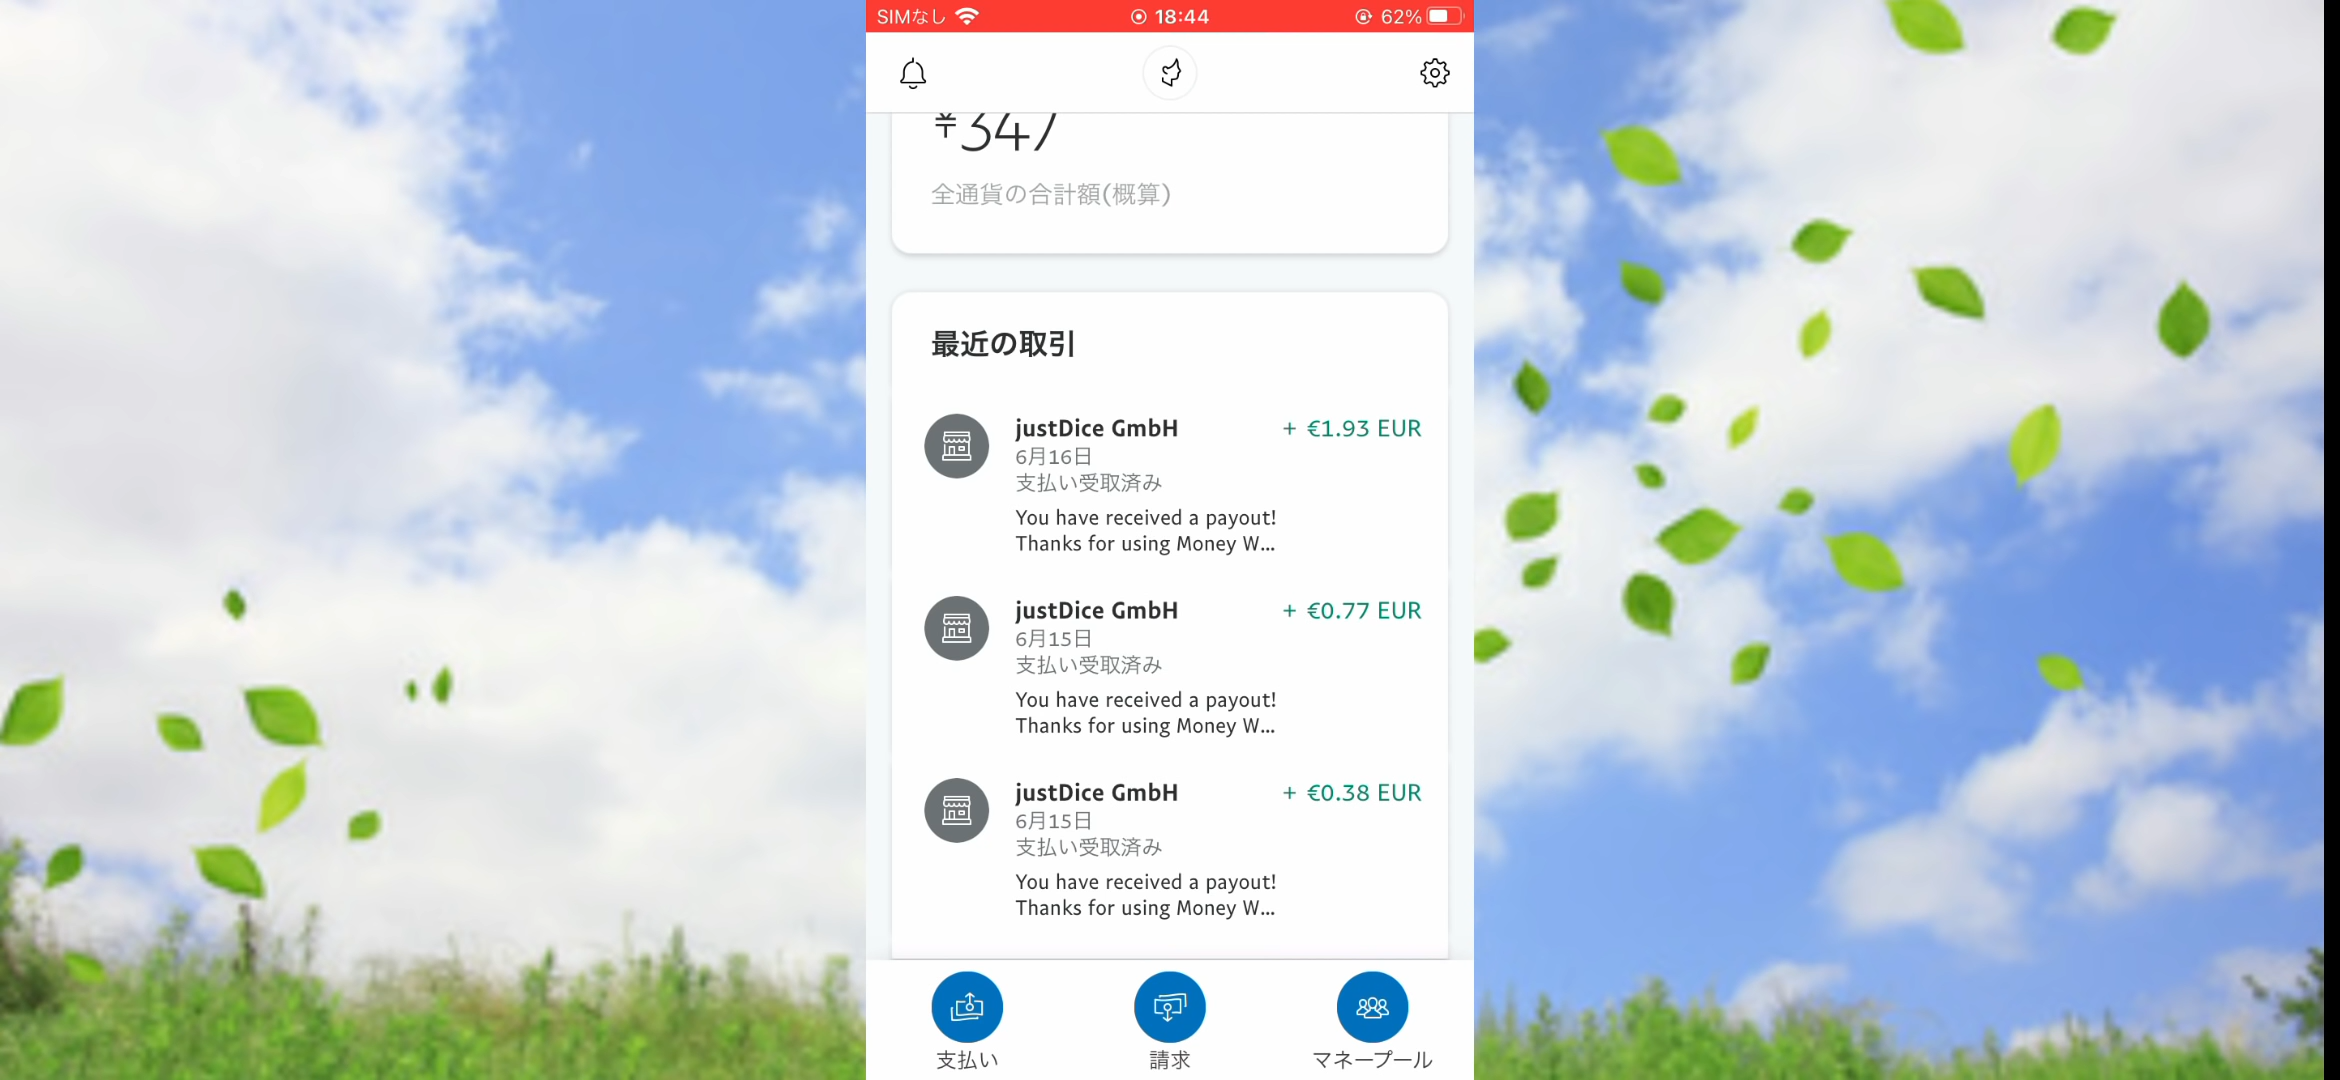 SIMなし 18:44 62%
¥347
全通貨の合計額(概算)
最近の取引
justDice GmbH + €1.93 EUR
6月16日
支払い受取済み
You have received a payout!
Thanks for using Money W...
justDice GmbH + €0.77 EUR
6月15日
支払い受取済み
You have received a payout!
Thanks for using Money W...
justDice GmbH + €0.38 EUR
6月15日
支払い受取済み
You have received a payout!
Thanks for using Money W...
支払い 請求 マネープール